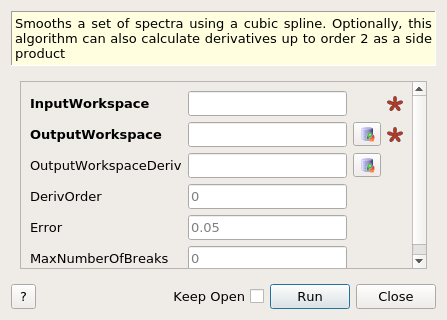 Smooths a set of spectra using a cubic spline. Optionally, this
algorithm can also calculate derivatives up to order 2 as a side
product
InputWorkspace
OutputWorkspace
OutputWorkspaceDeriv
DerivOrder 0
Error 0.05
MaxNumberOfBreaks 0
? Keep Open Run Close